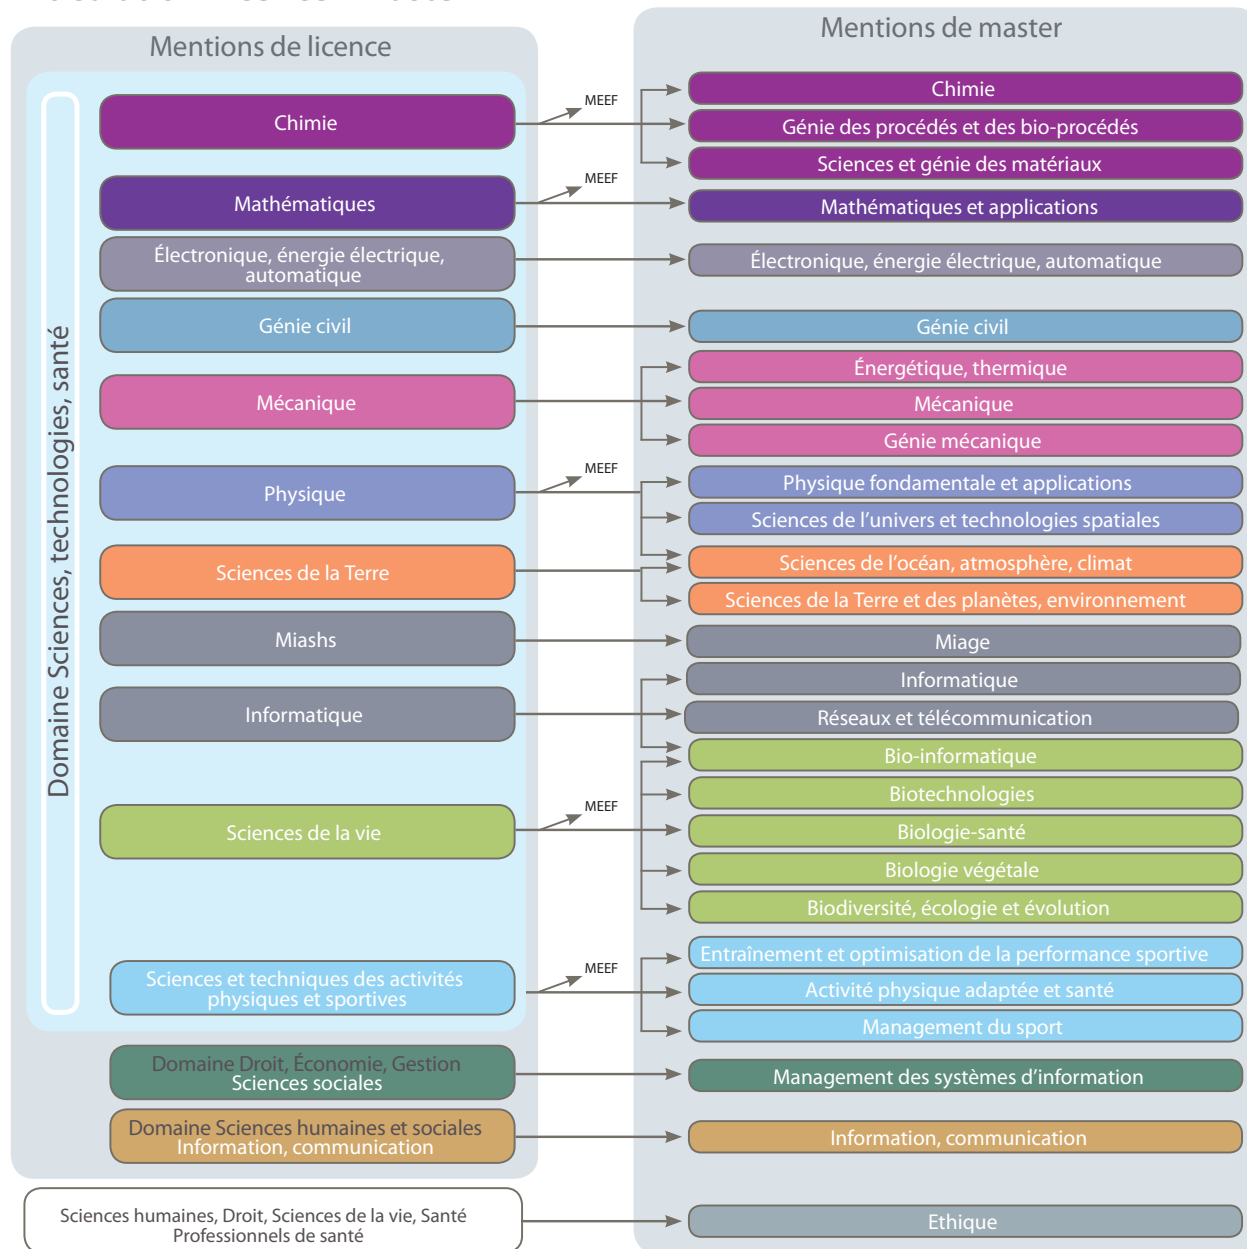 Mentions de licence
Mentions de master
Domaine Sciences, technologies, santé
Chimie
MEEF
Chimie
Génie des procédés et des bio-procédés
Sciences et génie des matériaux
Mathématiques
MEEF
Mathématiques et applications
Électronique, énergie électrique,
automatique
Électronique, énergie électrique, automatique
Génie civil
Génie civil
Mécanique
Énergétique, thermique
Mécanique
Génie mécanique
Physique
MEEF
Physique fondamentale et applications
Sciences de l’univers et technologies spatiales
Sciences de la Terre
Sciences de l’océan, atmosphère, climat
Sciences de la Terre et des planètes, environnement
Miashs
Miage
Informatique
Informatique
Réseaux et télécommunication
Bio-informatique
Sciences de la vie
MEEF
Biotechnologies
Biologie-santé
Biologie végétale
Biodiversité, écologie et évolution
Sciences et techniques des activités
physiques et sportives
MEEF
Entraînement et optimisation de la performance sportive
Activité physique adaptée et santé
Management du sport
Domaine Droit, Économie, Gestion
Sciences sociales
Management des systèmes d’information
Domaine Sciences humaines et sociales
Information, communication
Information, communication
Sciences humaines, Droit, Sciences de la vie, Santé
Professionnels de santé
Ethique